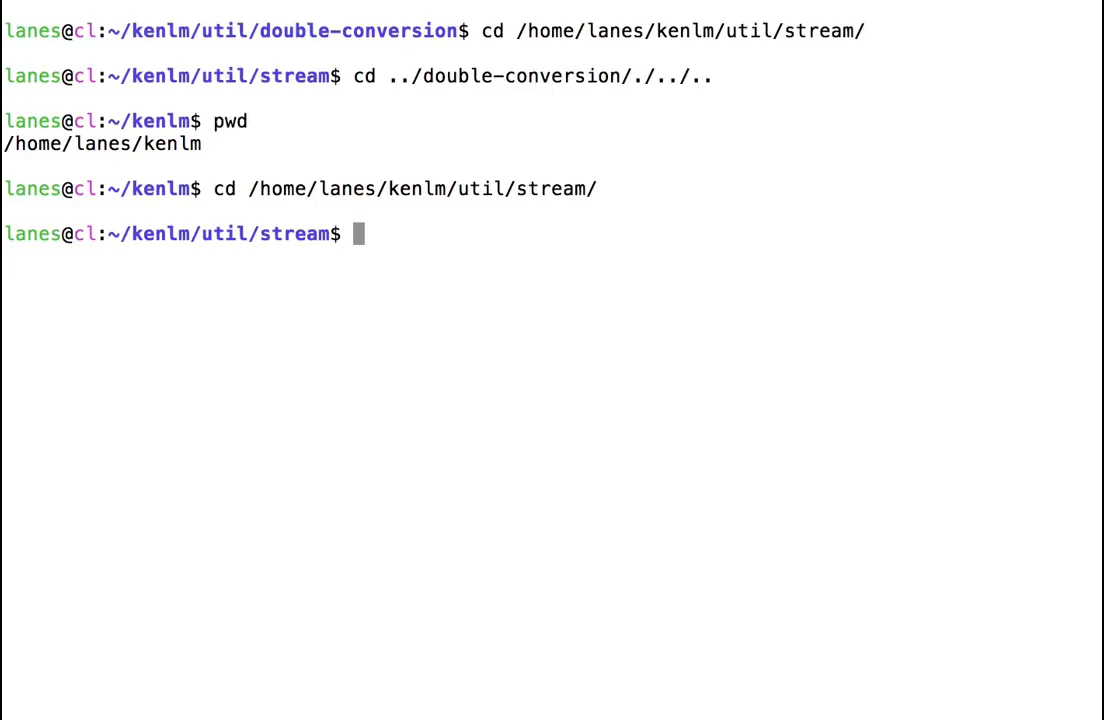 lanes@cl:~/kenlm/util/double-conversion$ cd /home/lanes/kenlm/util/stream/
lanes@cl:~/kenlm/util/stream$ cd ../double-conversion/./../..
lanes@cl:~/kenlm$ pwd
/home/lanes/kenlm
lanes@cl:~/kenlm$ cd /home/lanes/kenlm/util/stream/
lanes@cl:~/kenlm/util/stream$